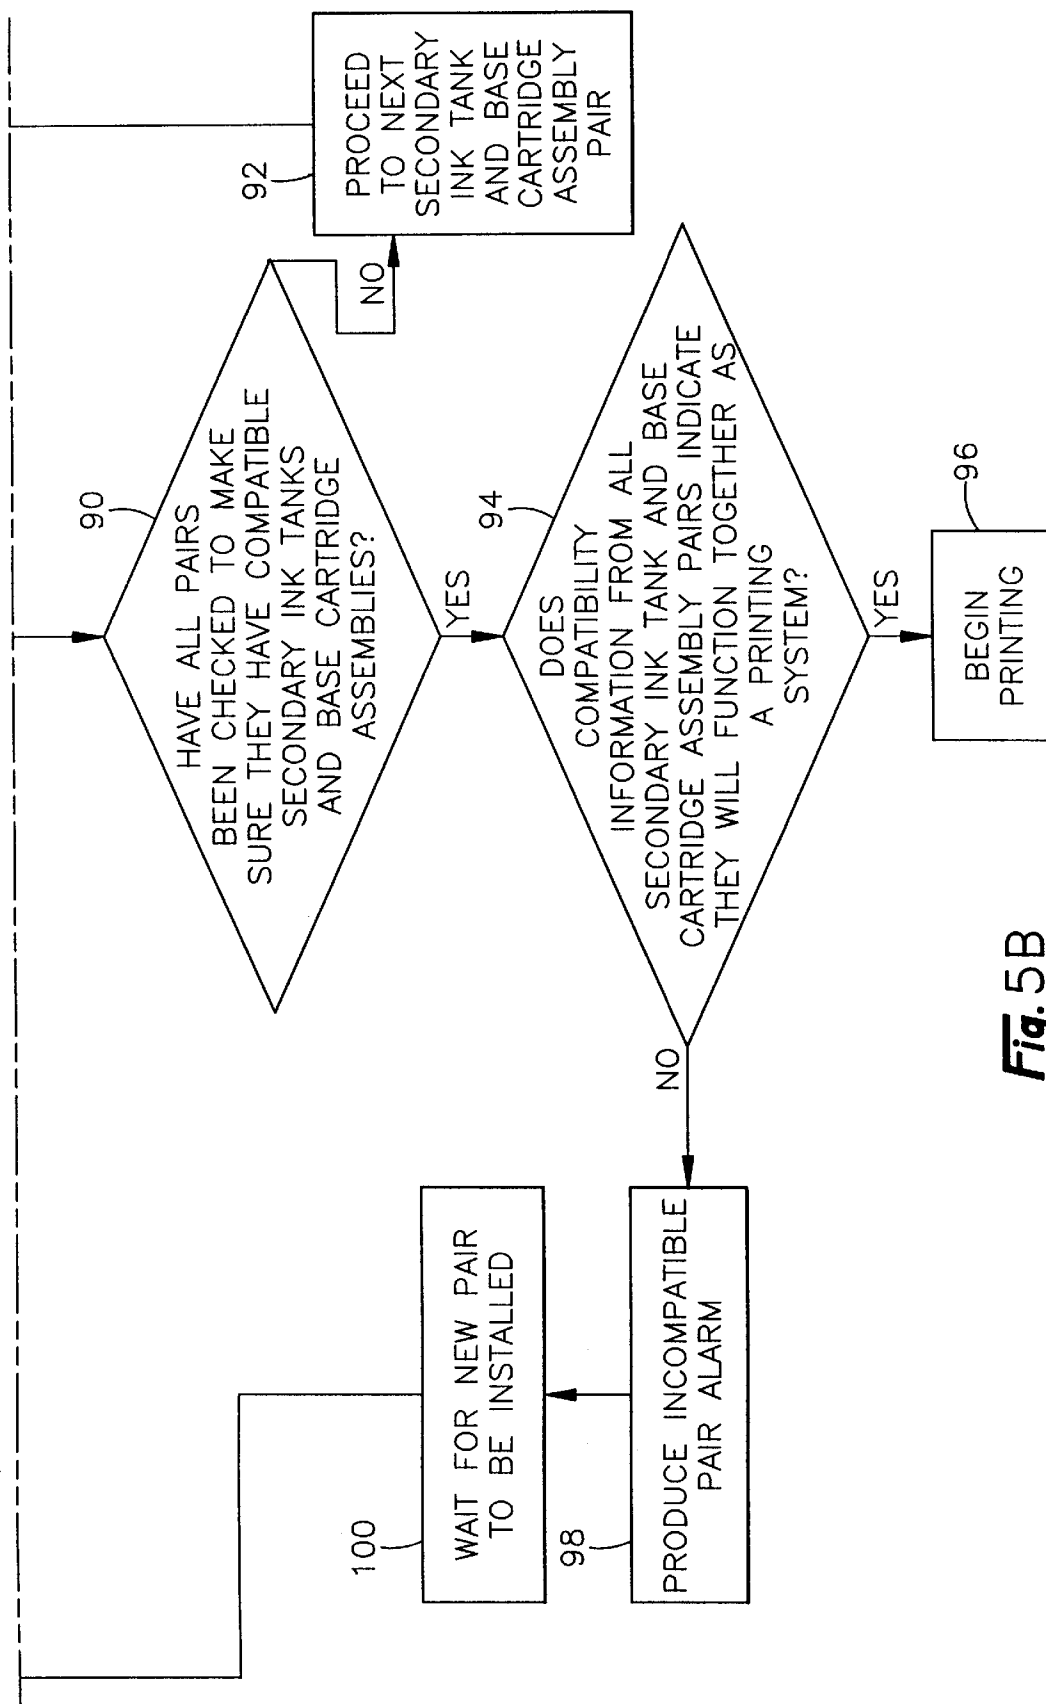 90
HAVE ALL PAIRS
BEEN CHECKED TO MAKE
SURE THEY HAVE COMPATIBLE
SECONDARY INK TANKS
AND BASE CARTRIDGE
ASSEMBLIES?
NO
92
PROCEED
TO NEXT
SECONDARY
INK TANK
AND BASE
CARTRIDGE
ASSEMBLY
PAIR
YES
94
DOES
COMPATIBILITY
INFORMATION FROM ALL
SECONDARY INK TANK AND BASE
CARTRIDGE ASSEMBLY PAIRS INDICATE
THEY WILL FUNCTION TOGETHER AS
A PRINTING
SYSTEM?
NO
YES
96
BEGIN
PRINTING
100
WAIT FOR NEW PAIR
TO BE INSTALLED
98
PRODUCE INCOMPATIBLE
PAIR ALARM
Fig. 5B